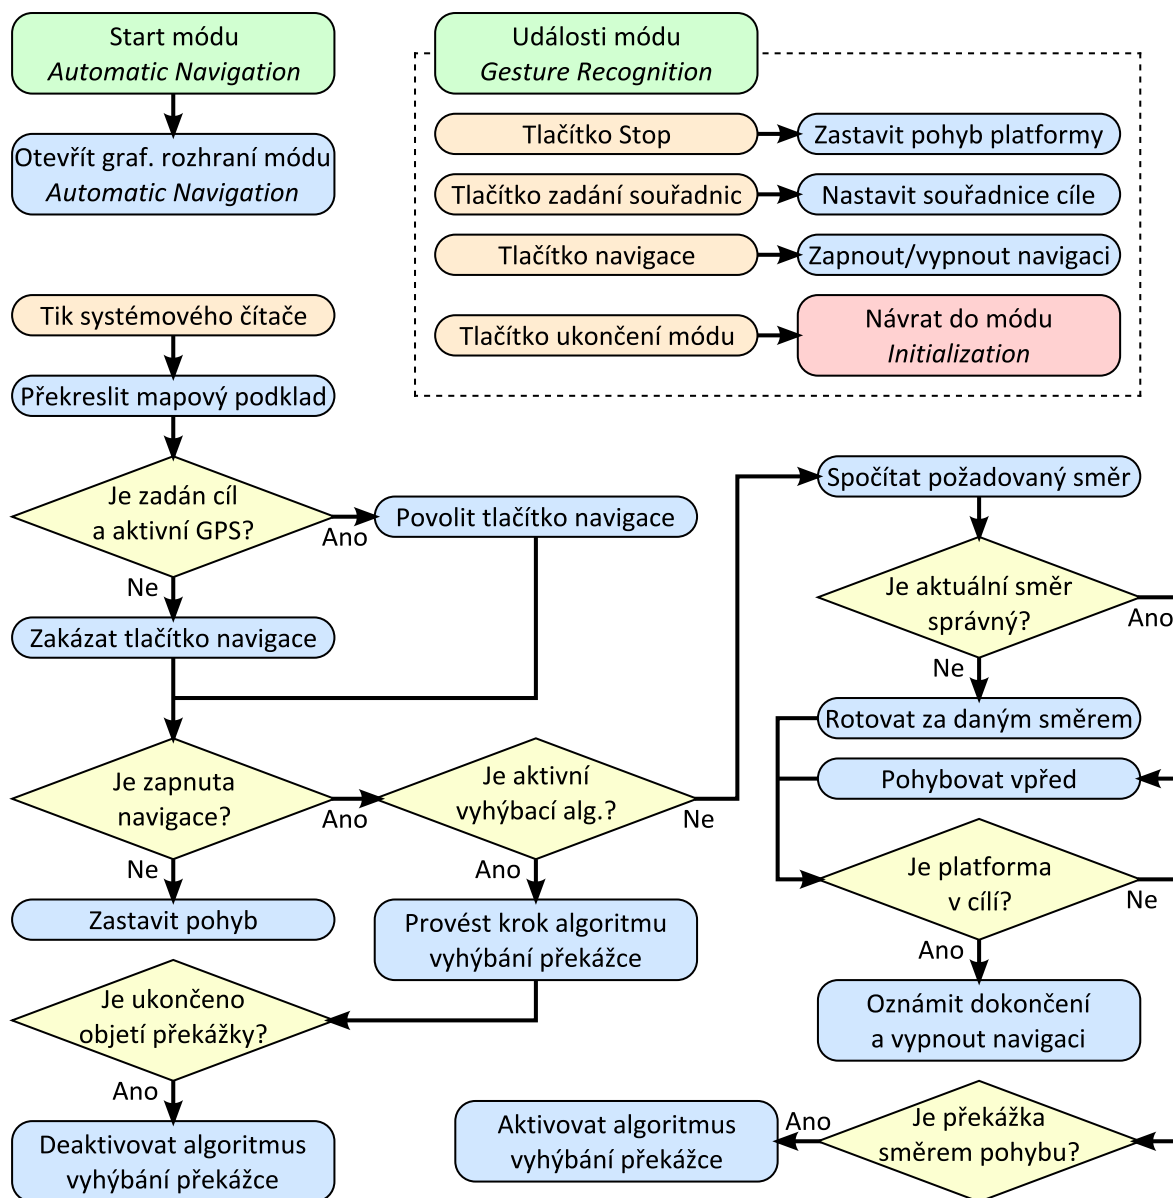 Start módu
Automatic Navigation
Otevřít graf. rozhraní módu
Automatic Navigation
Události módu
Gesture Recognition
Tlačítko Stop
Zastavit pohyb platformy
Tlačítko zadání souřadnic
Nastavit souřadnice cíle
Tlačítko navigace
Zapnout/vypnout navigaci
Tlačítko ukončení módu
Návrat do módu
Initialization
Tik systémového čítače
Překreslit mapový podklad
Je zadán cíl
a aktivní GPS?
Ano
Povolit tlačítko navigace
Ne
Zakázat tlačítko navigace
Je zapnuta
navigace?
Ano
Ne
Zastavit pohyb
Je aktivní
vyhýbací alg.?
Ne
Ano
Provést krok algoritmu
vyhýbání překážce
Je ukončeno
objetí překážky?
Ano
Deaktivovat algoritmus
vyhýbání překážce
Spočítat požadovaný směr
Je aktuální směr
správný?
Ano
Ne
Rotovat za daným směrem
Pohybovat vpřed
Je platforma
v cílí?
Ne
Ano
Oznámit dokončení
a vypnout navigaci
Je překážka
směrem pohybu?
Ano
Aktivovat algoritmus
vyhýbání překážce